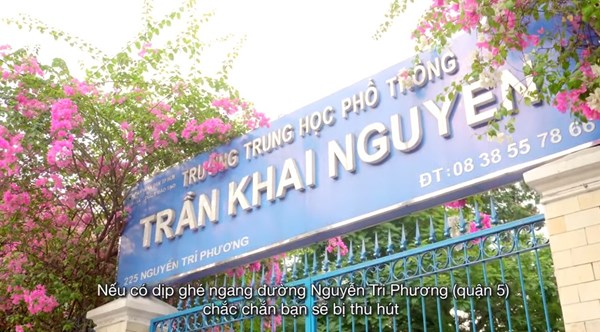 TRƯỜNG TRUNG HỌC PHỔ THÔNG
TRẦN KHAI NGUYÊN
225 NGUYỄN TRI PHƯƠNG
ĐT: 08 38 55 78 66
Nếu có dịp ghé ngang đường Nguyễn Tri Phương (quận 5)
chắc chắn bạn sẽ bị thu hút